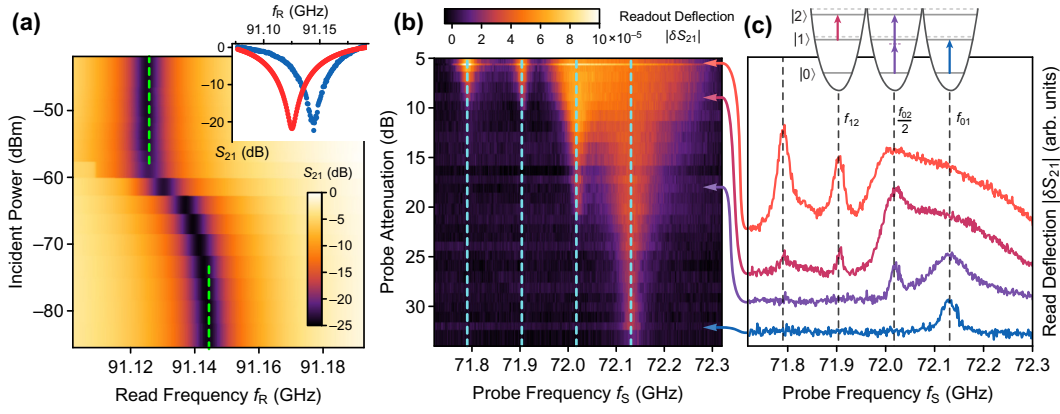 (a)
f_R (GHz)
91.10
91.15
0
−10
−20
S_21 (dB)
S_21 (dB)
0
−5
−10
−15
−20
−25
−50
−60
−70
−80
Incident Power (dBm)
91.12
91.14
91.16
91.18
Read Frequency f_R (GHz)
(b)
Readout Deflection
|δS_21|
0
2
4
6
8
10×10⁻⁵
5
10
15
20
25
30
Probe Attenuation (dB)
71.8
71.9
72.0
72.1
72.2
72.3
Probe Frequency f_S (GHz)
(c)
|2⟩
|1⟩
|0⟩
f_12
f_02
2
f_01
71.8
71.9
72.0
72.1
72.2
72.3
Probe Frequency f_S (GHz)
Read Deflection |δS_21| (arb. units)